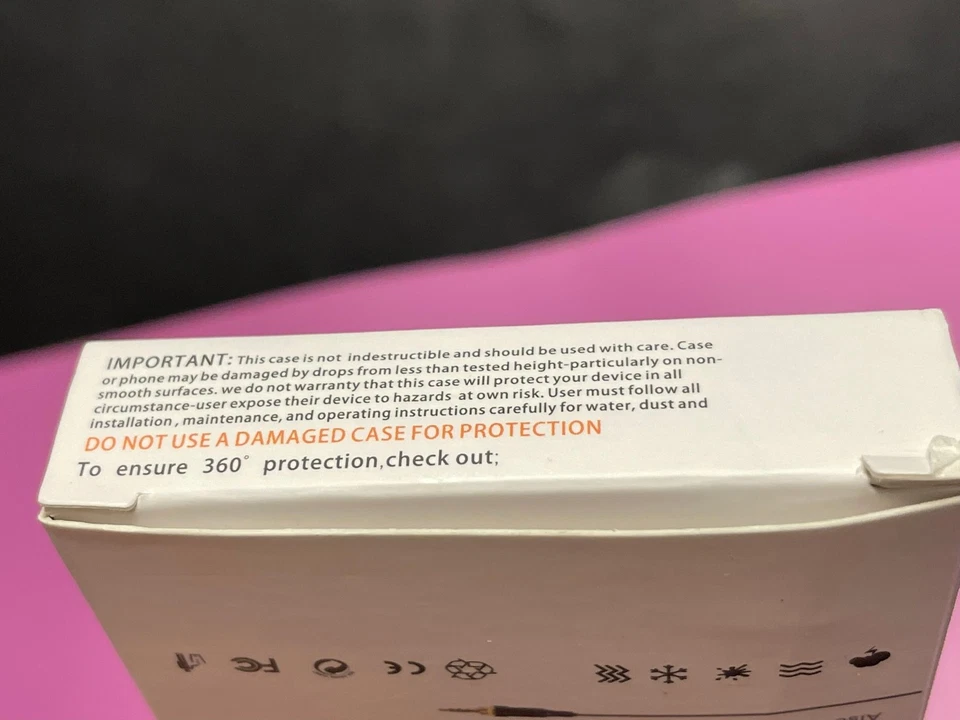 IMPORTANT: This case is not indestructible and should be used with care. Case
or phone may be damaged by drops from less than tested height-particularly on non-
smooth surfaces. we do not warranty that this case will protect your device in all
circumstance-user expose their device to hazards at own risk. User must follow all
installation, maintenance, and operating instructions carefully for water, dust and
DO NOT USE A DAMAGED CASE FOR PROTECTION
To ensure 360° protection,check out;
FC
CE